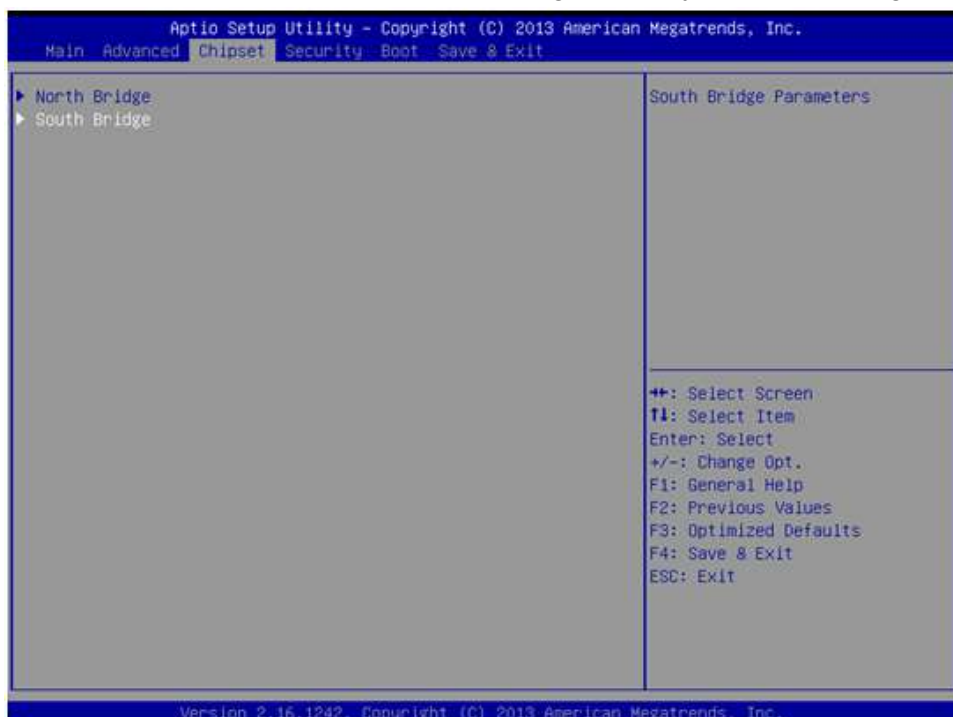 Aptio Setup Utility – Copyright (C) 2013 American Megatrends, Inc.
Main Advanced Chipset Security Boot Save & Exit
North Bridge
South Bridge
South Bridge Parameters
→←: Select Screen
↑↓: Select Item
Enter: Select
+/-: Change Opt.
F1: General Help
F2: Previous Values
F3: Optimized Defaults
F4: Save & Exit
ESC: Exit
Version 2.16.1242. Copyright (C) 2013 American Megatrends, Inc.